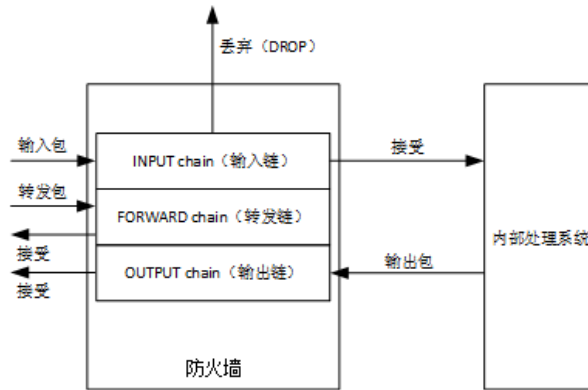 丢弃（DROP）
输入包
INPUT chain（输入链）
接受
转发包
FORWARD chain（转发链）
接受
内部处理系统
OUTPUT chain（输出链）
输出包
接受
防火墙